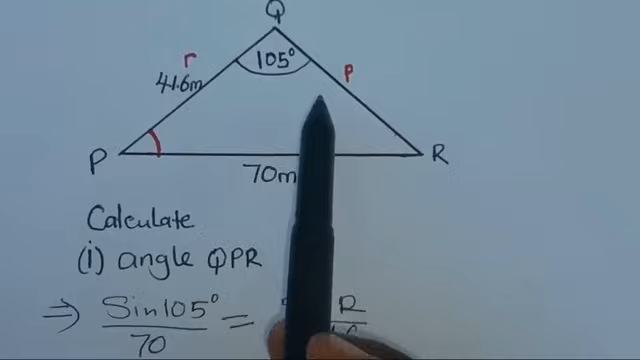 Q
r
41.6m
105°
P
P
R
70m
Calculate
(i) angle QPR
⇒ Sin105° = R
70